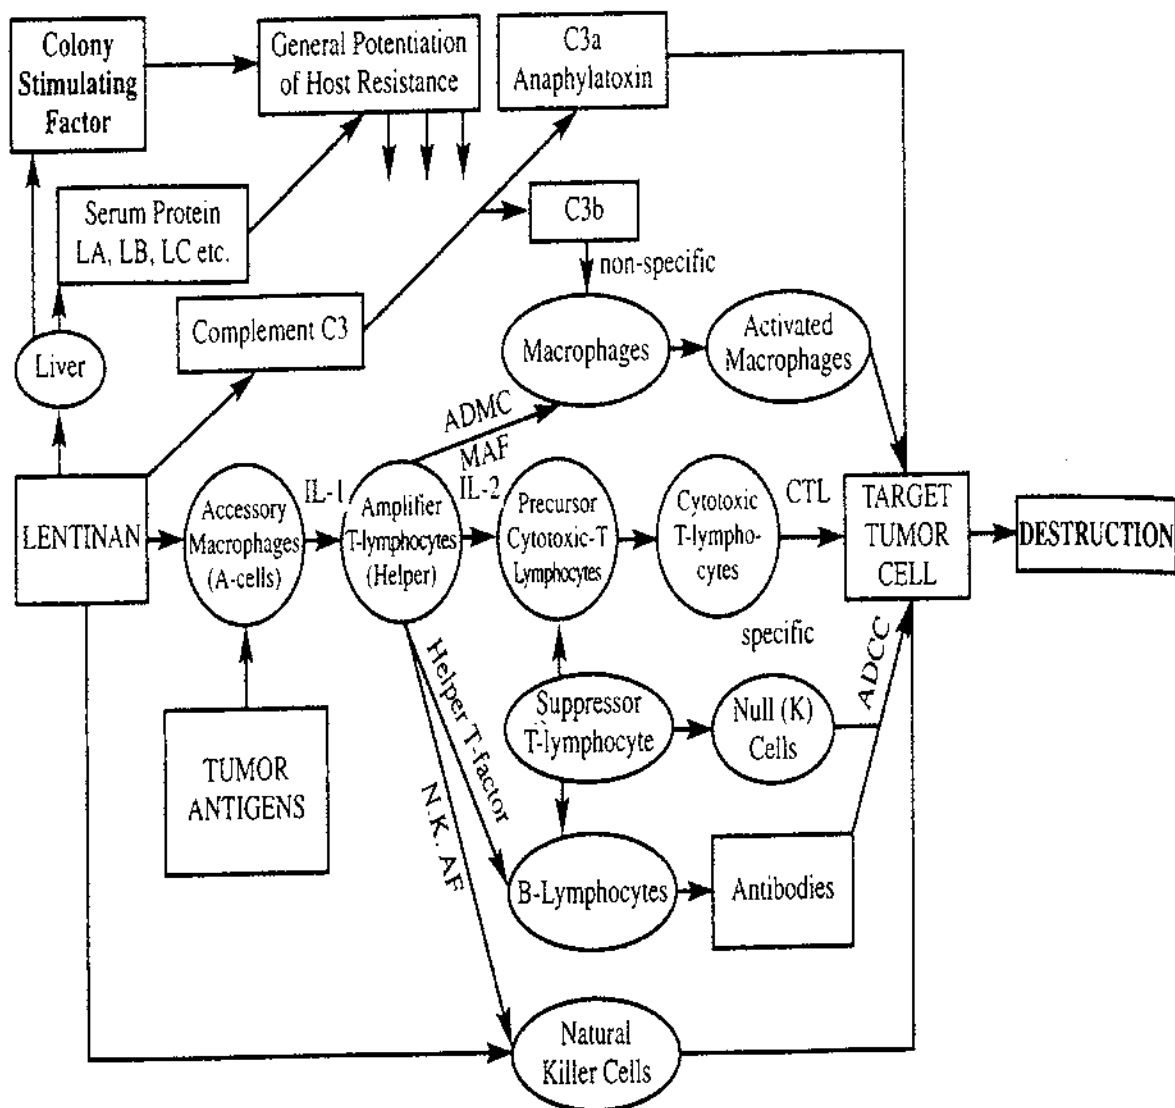 Colony
Stimulating
Factor
General Potentiation
of Host Resistance
C3a
Anaphylatoxin
Serum Protein
LA, LB, LC etc.
C3b
non-specific
Complement C3
Liver
Macrophages
Activated
Macrophages
ADMC
MAF
IL-2
IL-1
LENTINAN
Accessory
Macrophages
(A-cells)
Amplifier
T-lymphocytes
(Helper)
Precursor
Cytotoxic-T
Lymphocytes
Cytotoxic
T-lympho-
cytes
CTL
TARGET
TUMOR
CELL
DESTRUCTION
specific
ADCC
Helper T-factor
N.K. AF
Suppressor
T-lymphocyte
Null (K)
Cells
TUMOR
ANTIGENS
B-Lymphocytes
Antibodies
Natural
Killer Cells